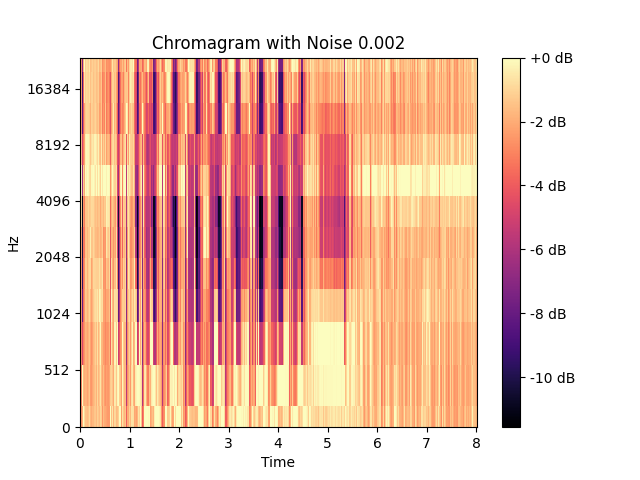 Chromagram with Noise 0.002
Hz
16384
8192
4096
2048
1024
512
0
0 1 2 3 4 5 6 7 8
Time
+0 dB
-2 dB
-4 dB
-6 dB
-8 dB
-10 dB